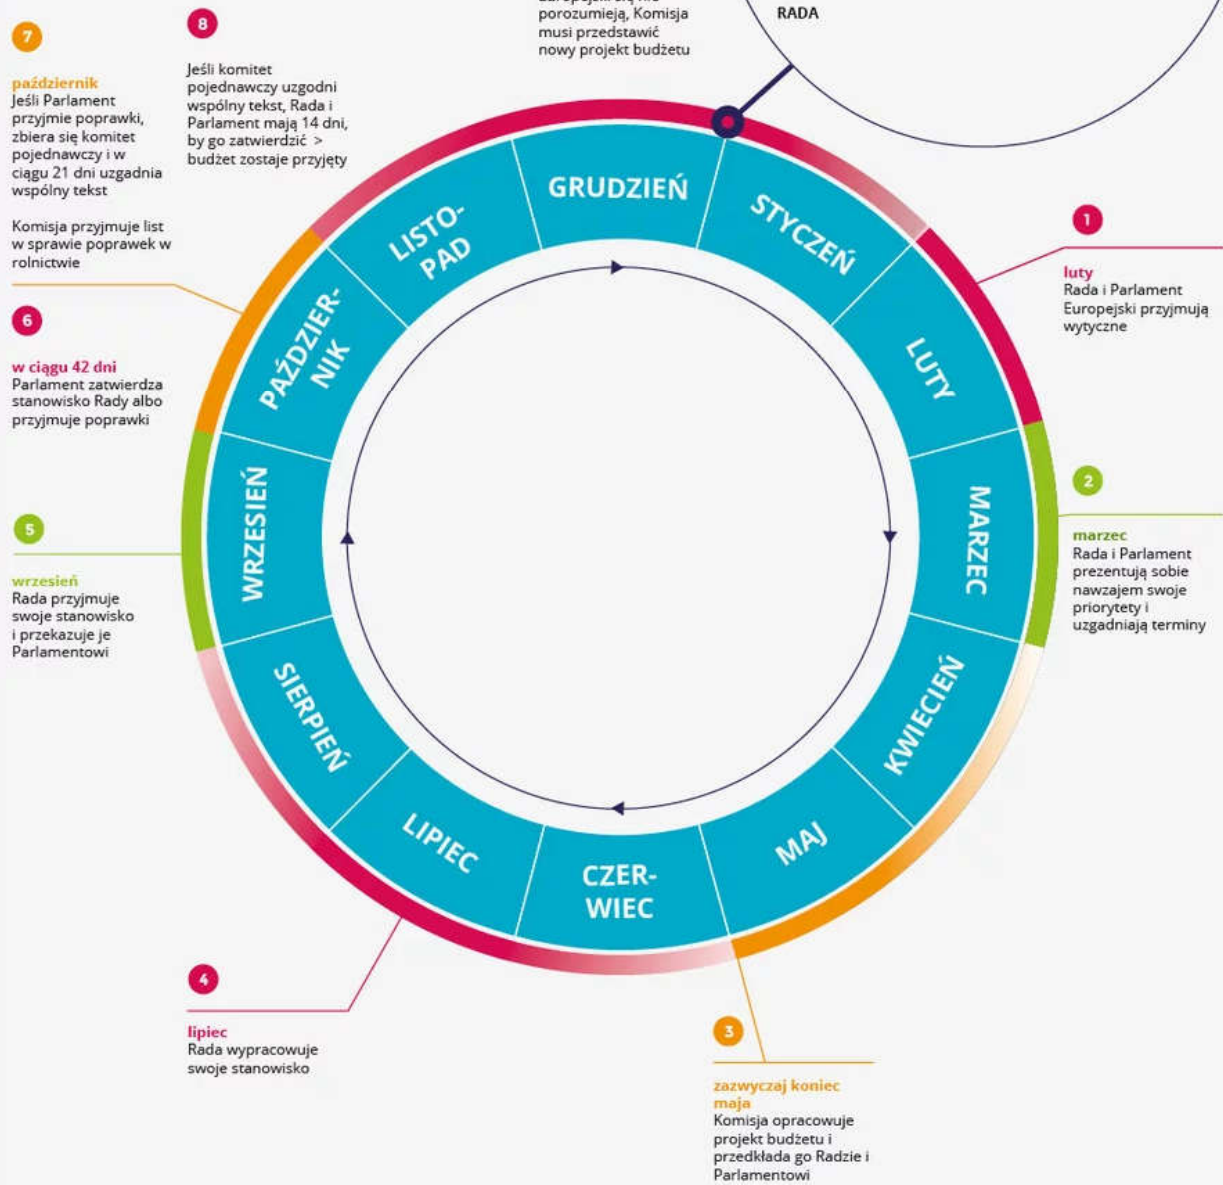 7
październik
Jeśli Parlament
przyjmie poprawki,
zbiera się komitet
pojednawczy i w
ciągu 21 dni uzgadnia
wspólny tekst
Komisja przyjmuje list
w sprawie poprawek w
rolnictwie
8
Jeśli komitet
pojednawczy uzgodni
wspólny tekst, Rada i
Parlament mają 14 dni,
by go zatwierdzić >
budżet zostaje przyjęty
porozumieją, Komisja
musi przedstawić
nowy projekt budżetu
RADA
6
w ciągu 42 dni
Parlament zatwierdza
stanowisko Rady albo
przyjmuje poprawki
5
wrzesień
Rada przyjmuje
swoje stanowisko
i przekazuje je
Parlamentowi
GRUDZIEŃ
STYCZEŃ
LUTY
MARZEC
KWIECIEŃ
MAJ
CZER-
WIEC
LIPIEC
SIERPIEŃ
WRZESIEŃ
PAŹDZIER-
NIK
LISTO-
PAD
1
luty
Rada i Parlament
Europejski przyjmują
wytyczne
2
marzec
Rada i Parlament
prezentują sobie
nawzajem swoje
priorytety i
uzgadniają terminy
4
lipiec
Rada wypracowuje
swoje stanowisko
3
zazwyczaj koniec
maja
Komisja opracowuje
projekt budżetu i
przedkłada go Radzie i
Parlamentowi